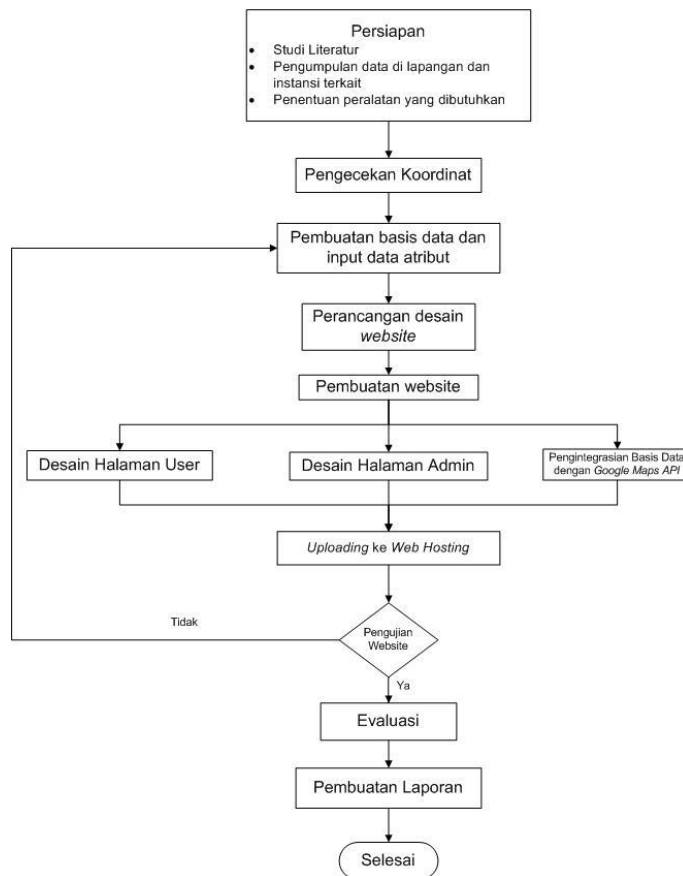 Persiapan
• Studi Literatur
• Pengumpulan data di lapangan dan
instansi terkait
• Penentuan peralatan yang dibutuhkan
Pengecekan Koordinat
Pembuatan basis data dan
input data atribut
Perancangan desain
website
Pembuatan website
Desain Halaman User
Desain Halaman Admin
Pengintegrasian Basis Data
dengan Google Maps API
Uploading ke Web Hosting
Tidak
Pengujian
Website
Ya
Evaluasi
Pembuatan Laporan
Selesai